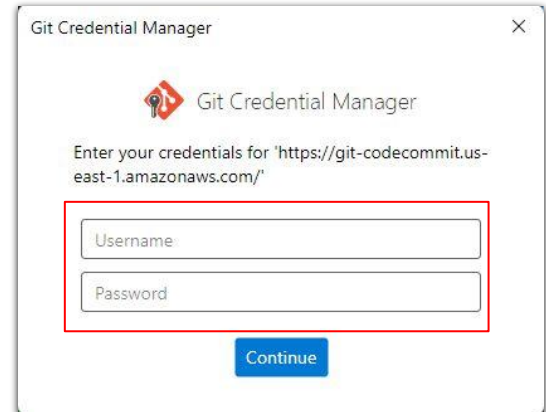 Git Credential Manager
Git Credential Manager
Enter your credentials for 'https://git-codecommit.us-
east-1.amazonaws.com/'
Username
Password
Continue